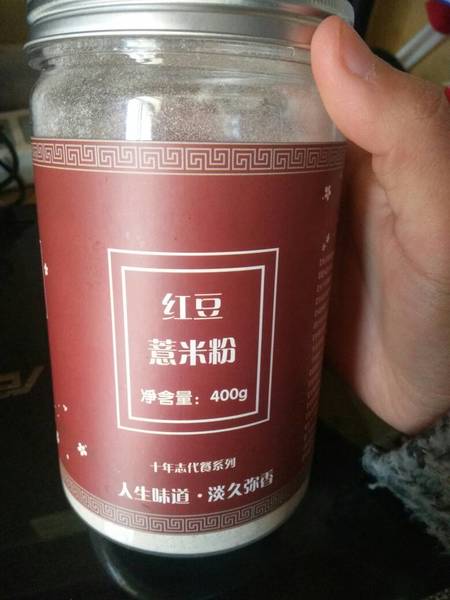 红豆
薏米粉
净含量：400g
十年志代餐系列
人生味道·淡久弥香